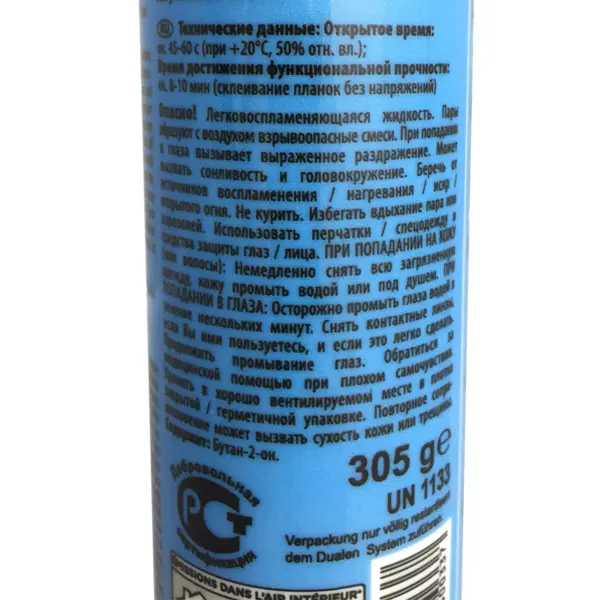 RU Технические данные: Открытое время:
ок. 45-60 с (при +20°C, 50% отн. вл.);
Время достижения функциональной прочности:
ок. 8-10 мин (склеивание планок без напряжений)
Опасно! Легковоспламеняющаяся жидкость. Пары
образуют с воздухом взрывоопасные смеси. При попадании
в глаза вызывает выраженное раздражение. Может
вызвать сонливость и головокружение. Беречь от
источников воспламенения / нагревания / искр /
открытого огня. Не курить. Избегать вдыхание пара или
аэрозолей. Использовать перчатки / спецодежду и
средства защиты глаз / лица. ПРИ ПОПАДАНИИ НА КОЖУ
(или волосы): Немедленно снять всю загрязненную
одежду, кожу промыть водой или под душем. ПРИ
ПОПАДАНИИ В ГЛАЗА: Осторожно промыть глаза водой в
течение нескольких минут. Снять контактные линзы,
если Вы ими пользуетесь, и если это легко сделать.
Продолжить промывание глаз. Обратиться за
медицинской помощью при плохом самочувствии.
Хранить в хорошо вентилируемом месте в плотно
закрытой / герметичной упаковке. Повторное сопри-
косновение может вызвать сухость кожи или трещины.
Содержит: Бутан-2-он.
305 g e
UN 1133
Добровольная
РСТ
сертификация
Verpackung nur völlig restentleert
dem Dualen System zuführen.
ÉMISSIONS DANS L'AIR INTÉRIEUR*